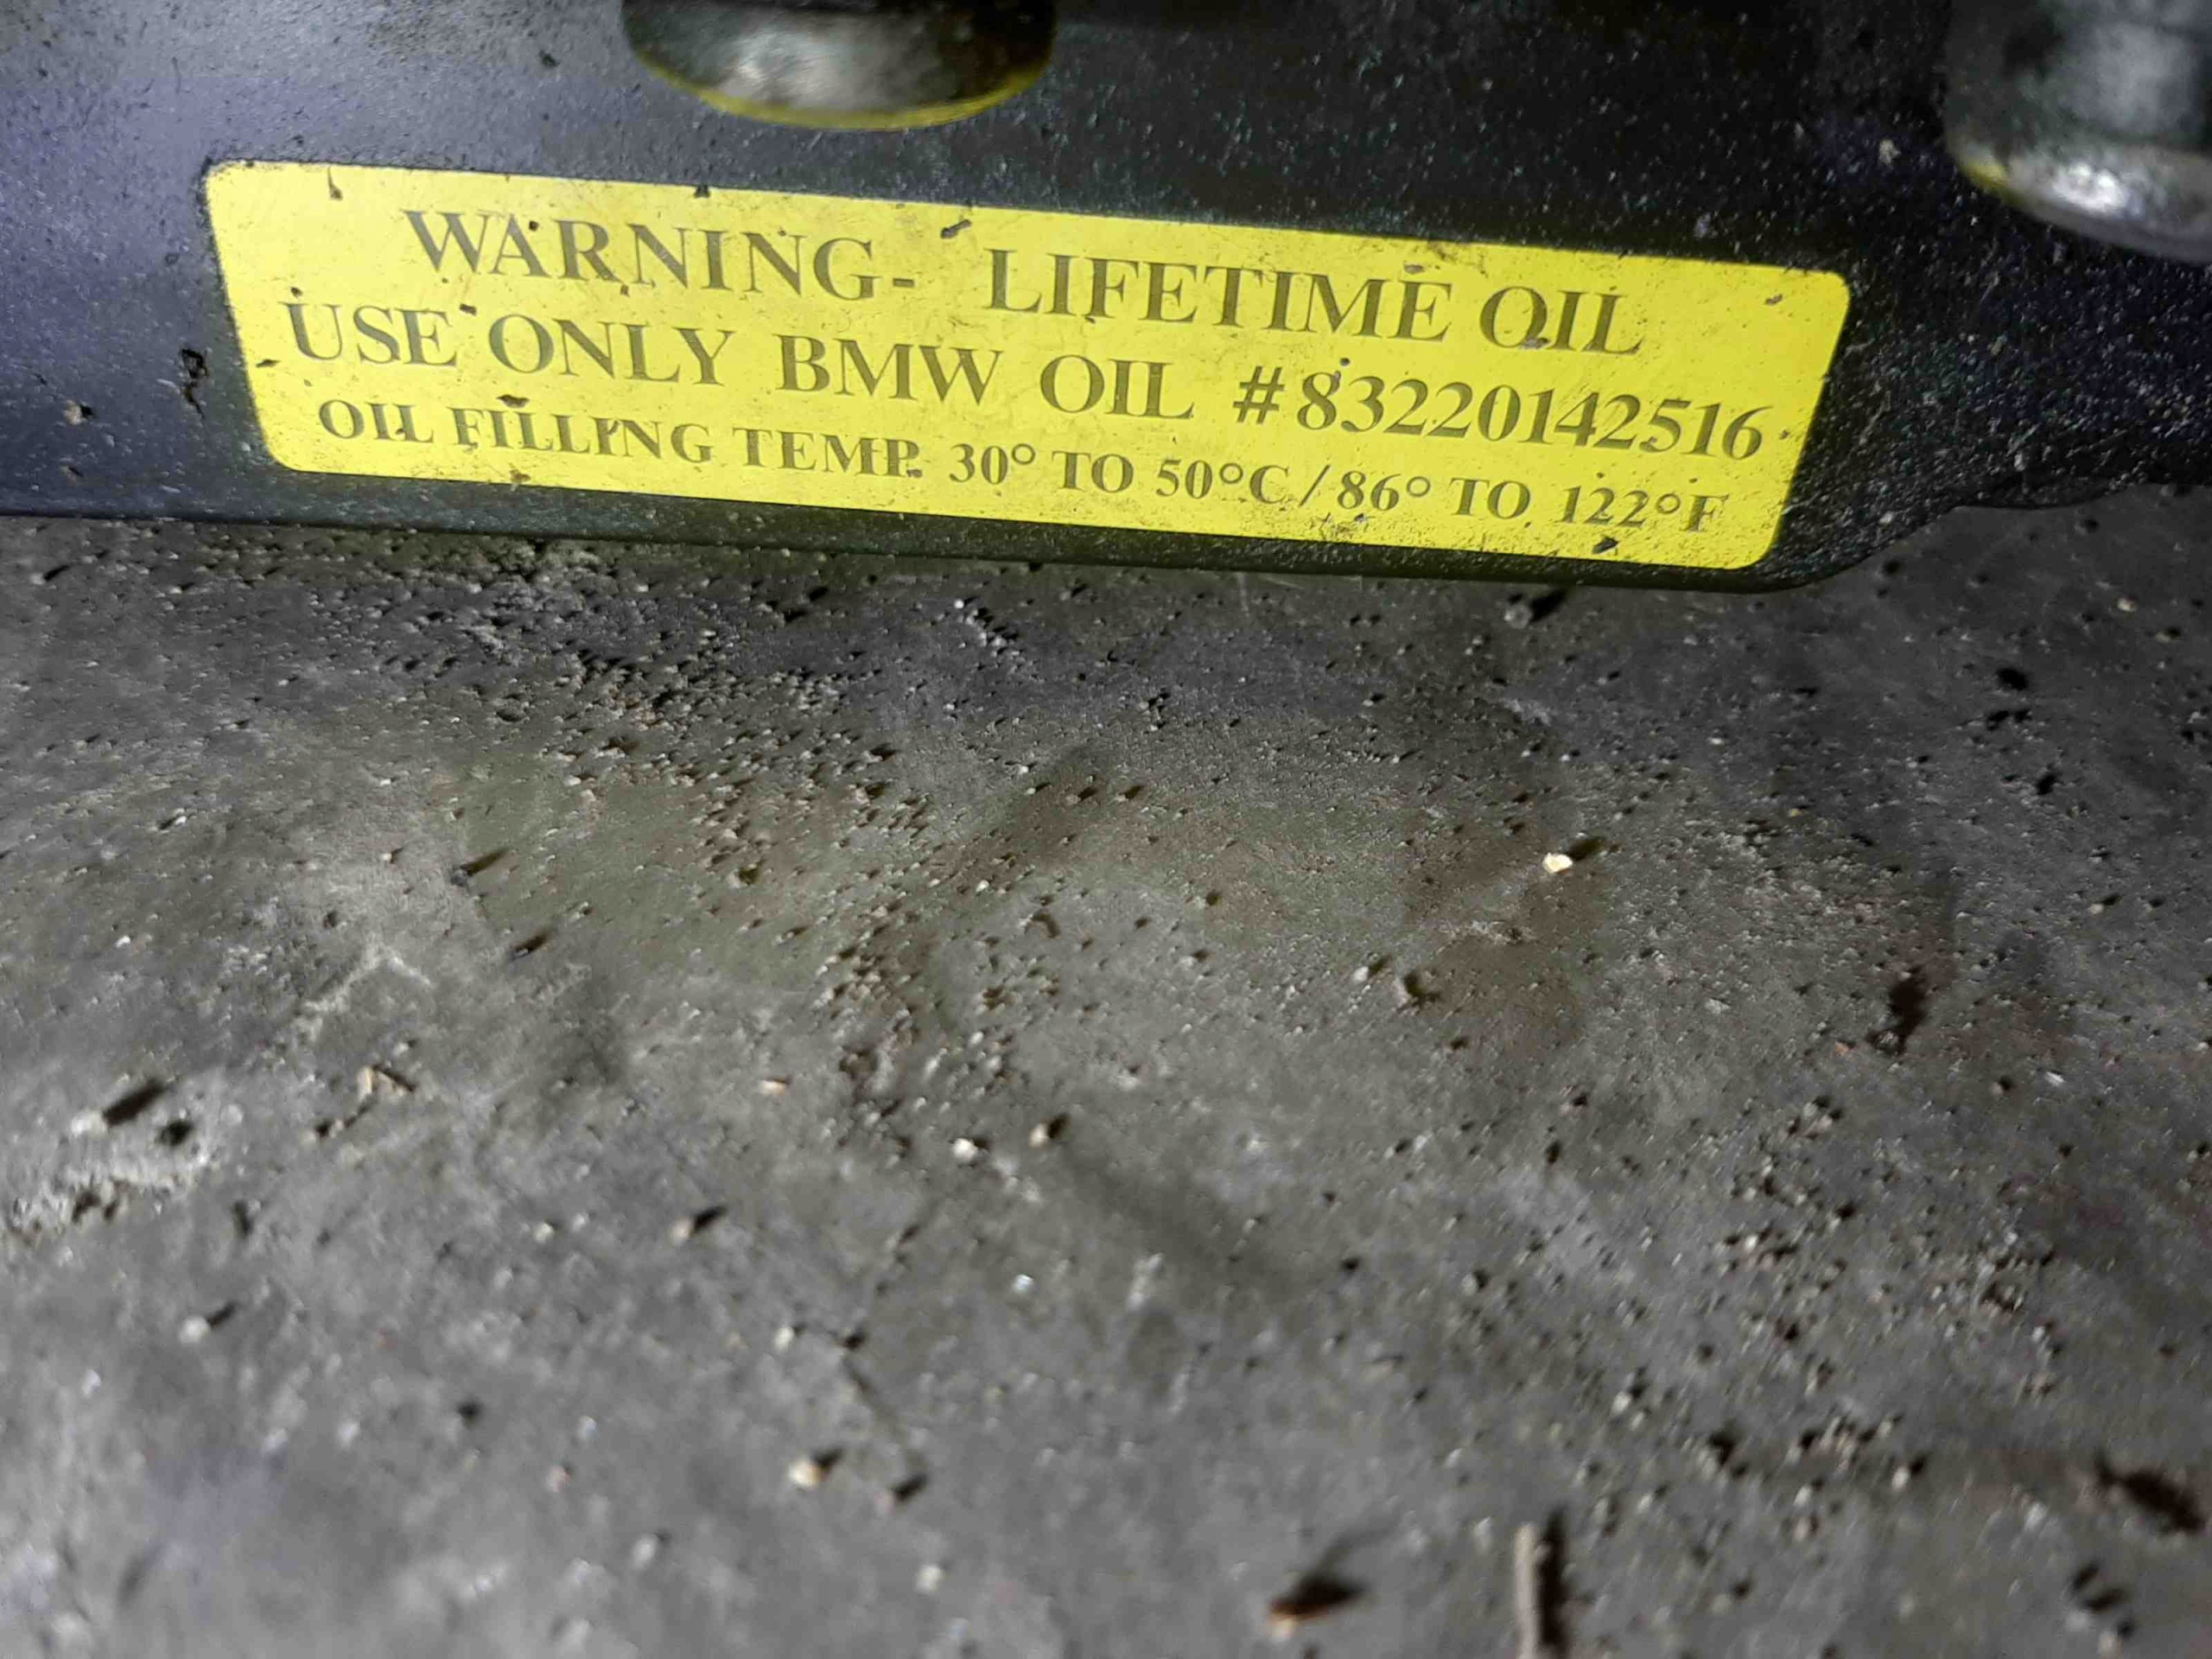 WARNING- LIFETIME OIL
USE ONLY BMW OIL #83220142516
OIL FILLING TEMP. 30° TO 50°C / 86° TO 122°F